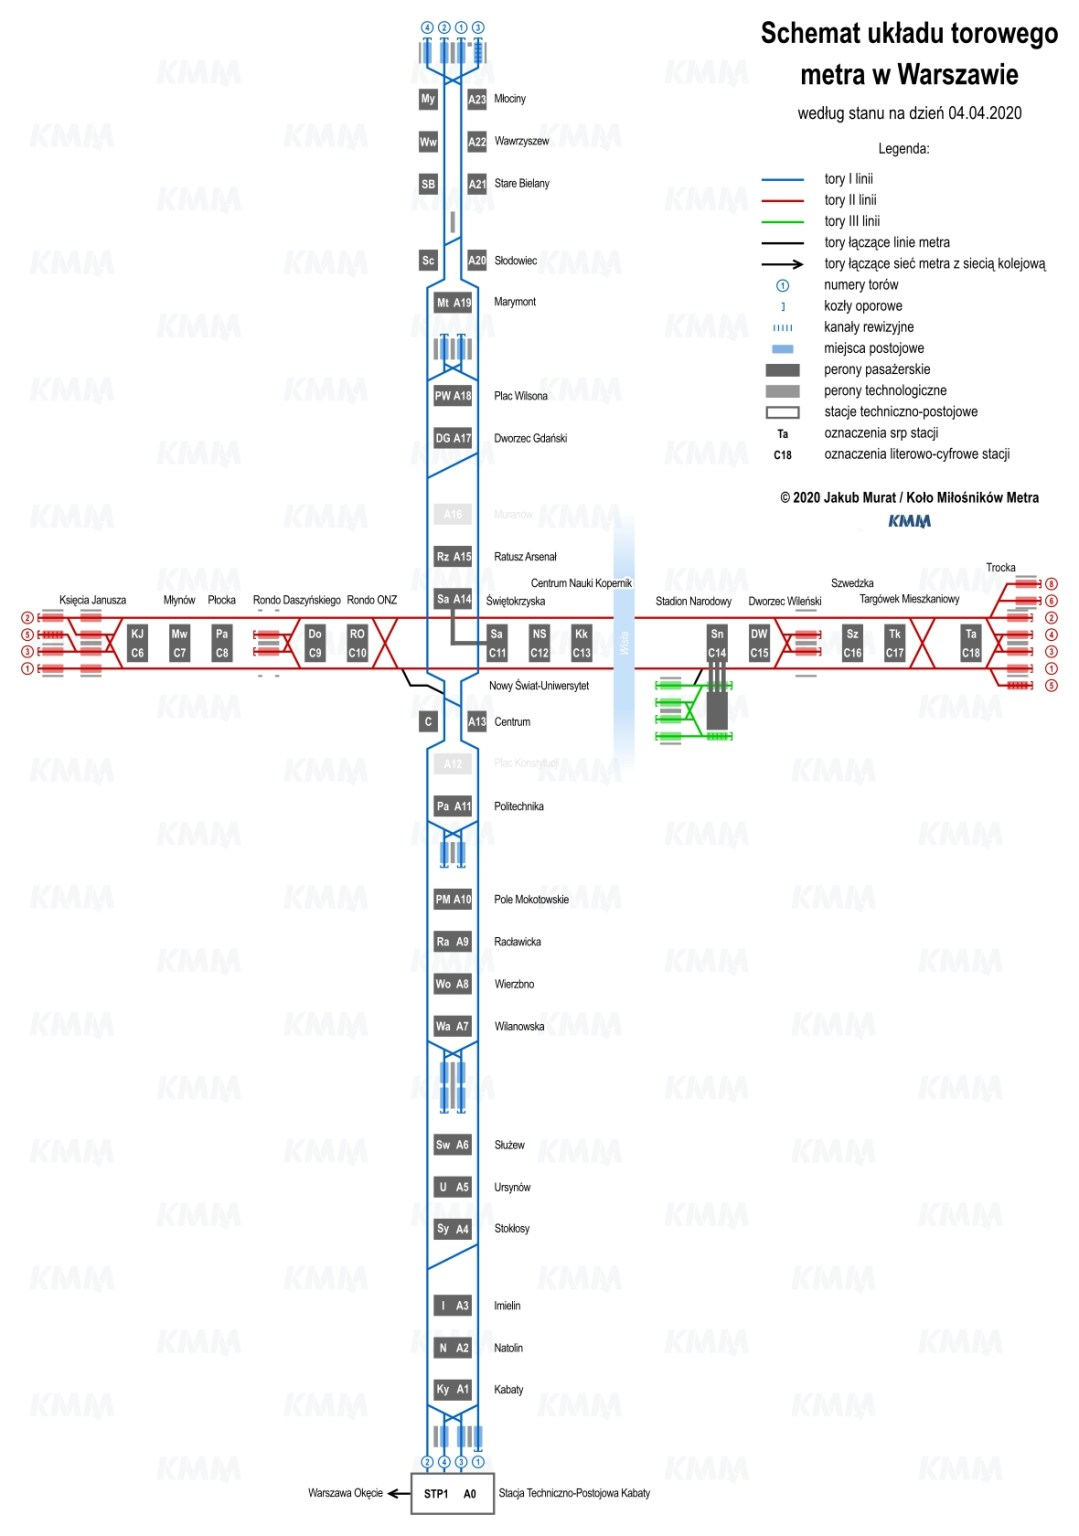 Schemat układu torowego
metra w Warszawie
według stanu na dzień 04.04.2020
Legenda:
tory I linii
tory II linii
tory III linii
tory łączące linie metra
tory łączące sieć metra z siecią kolejową
1 numery torów
kozły oporowe
kanały rewizyjne
miejsca postojowe
perony pasażerskie
perony technologiczne
stacje techniczno-postojowe
Ta oznaczenia srp stacji
C18 oznaczenia literowo-cyfrowe stacji
© 2020 Jakub Murat / Koło Miłośników Metra
KMM
4 2 1 3
My A23 Młociny
Ww A22 Wawrzyszew
SB A21 Stare Bielany
Sc A20 Słodowiec
Mt A19 Marymont
PW A18 Plac Wilsona
DG A17 Dworzec Gdański
A16 Muranów
Rz A15 Ratusz Arsenał
Sa A14 Świętokrzyska
Księcia Janusza
Młynów
Płocka
Rondo Daszyńskiego
Rondo ONZ
Centrum Nauki Kopernik
Stadion Narodowy
Dworzec Wileński
Szwedzka
Targówek Mieszkaniowy
Trocka
2
5
3
1
KJ C6
Mw C7
Pa C8
Do C9
RO C10
Sa C11
NS C12
Kk C13
Wisła
Sn C14
DW C15
Sz C16
Tk C17
Ta C18
8
6
2
4
3
1
5
Nowy Świat-Uniwersytet
C A13 Centrum
A12 Plac Konstytucji
Pa A11 Politechnika
PM A10 Pole Mokotowskie
Ra A9 Racławicka
Wo A8 Wierzbno
Wa A7 Wilanowska
Sw A6 Służew
U A5 Ursynów
Sy A4 Stokłosy
I A3 Imielin
N A2 Natolin
Ky A1 Kabaty
2 4 3 1
Warszawa Okęcie
STP1 A0 Stacja Techniczno-Postojowa Kabaty